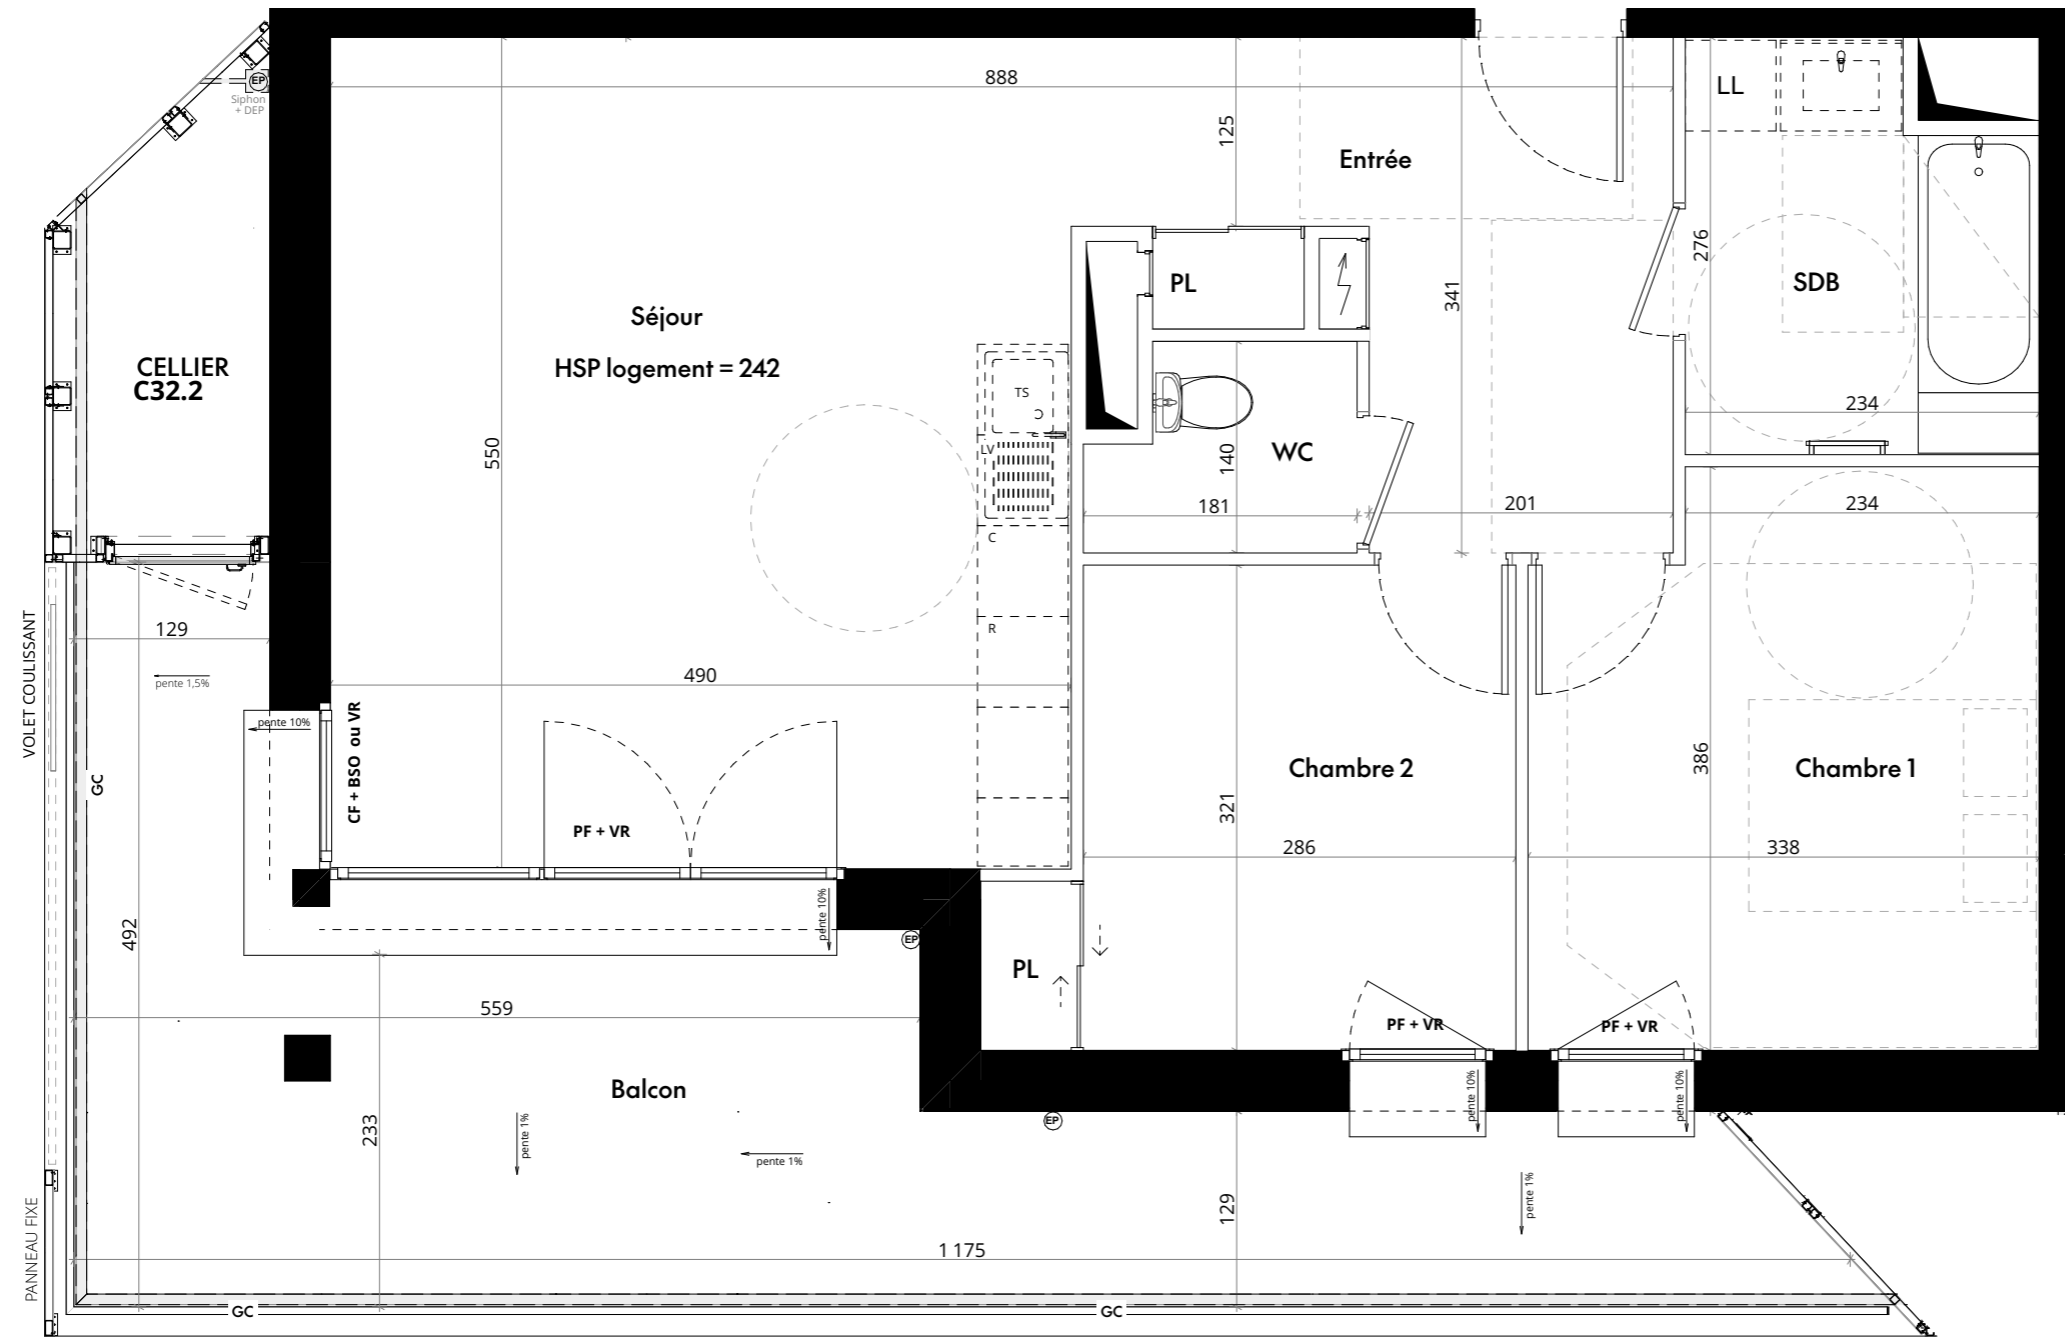 888
LL
EP
Siphon
+ DEP
125
Entrée
276
SDB
PL
341
Séjour
HSP logement = 242
CELLIER
C32.2
TS
C
LV
550
WC
140
234
181
201
234
C
R
129
pente 1,5%
490
VOLET COULISSANT
GC
pente 10%
CF + BSO ou VR
PF + VR
Chambre 2
Chambre 1
386
321
286
338
492
pente 10%
EP
PL
559
PF + VR
PF + VR
Balcon
233
pente 1%
pente 1%
EP
pente 10%
pente 10%
129
pente 1%
PANNEAU FIXE
1 175
GC
GC